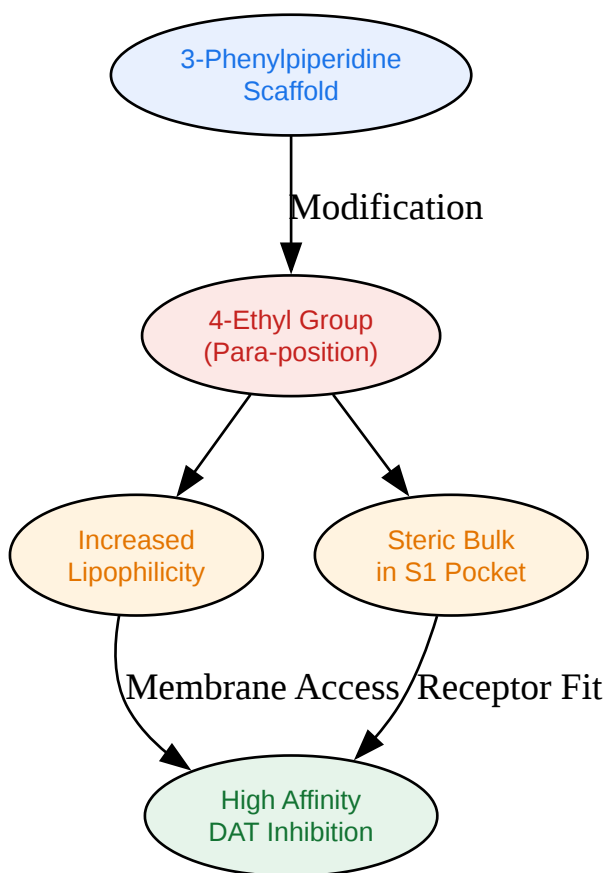 3-Phenylpiperidine
Scaffold
Modification
4-Ethyl Group
(Para-position)
Increased
Lipophilicity
Steric Bulk
in S1 Pocket
Membrane Access
Receptor Fit
High Affinity
DAT Inhibition